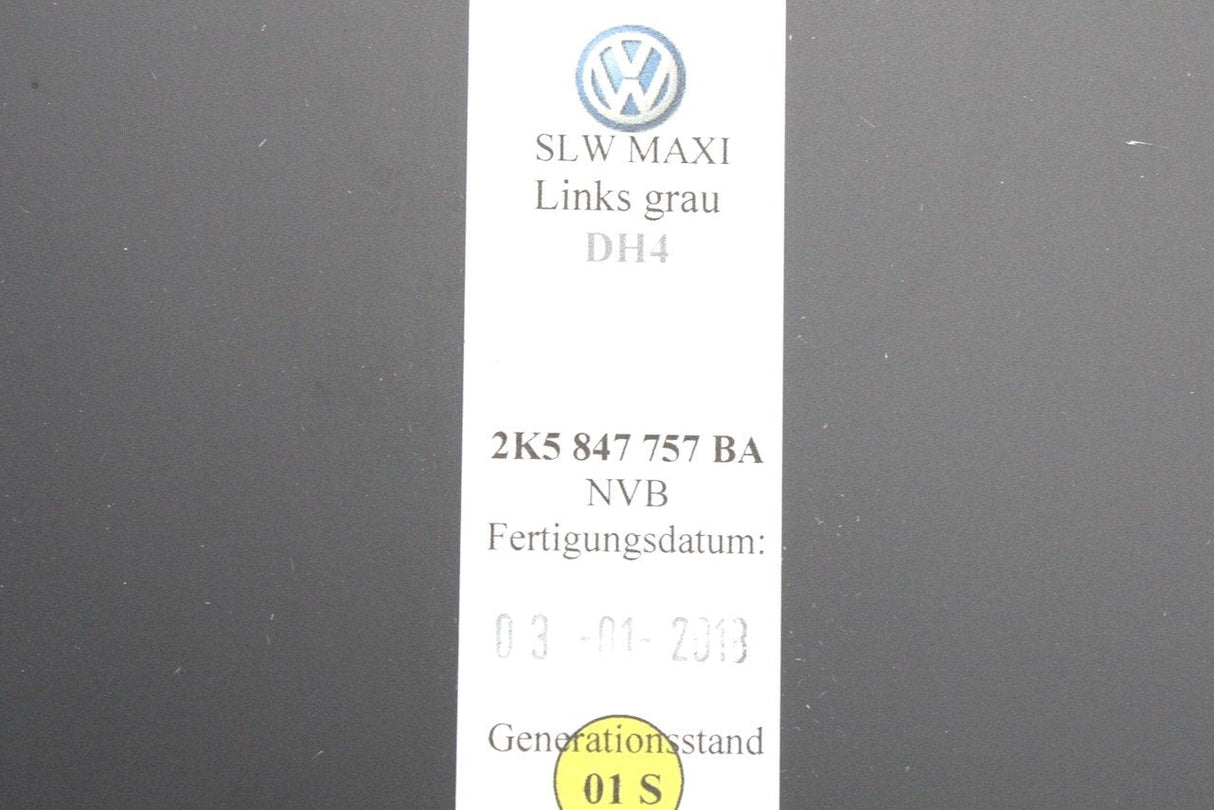 SLW MAXI
Links grau
DH4
2K5 847 757 BA
NVB
Fertigungsdatum:
03 -01- 2018
Generationsstand
01 S